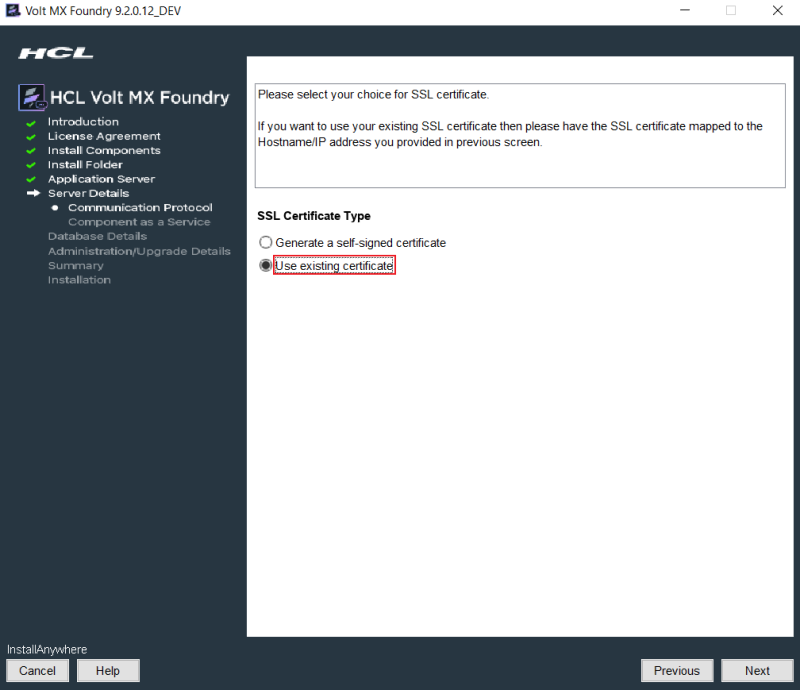 Volt MX Foundry 9.2.0.12_DEV
HCL
HCL Volt MX Foundry
Introduction
License Agreement
Install Components
Install Folder
Application Server
Server Details
Communication Protocol
Component as a Service
Database Details
Administration/Upgrade Details
Summary
Installation
Please select your choice for SSL certificate.
If you want to use your existing SSL certificate then please have the SSL certificate mapped to the
Hostname/IP address you provided in previous screen.
SSL Certificate Type
Generate a self-signed certificate
Use existing certificate
InstallAnywhere
Cancel
Help
Previous
Next